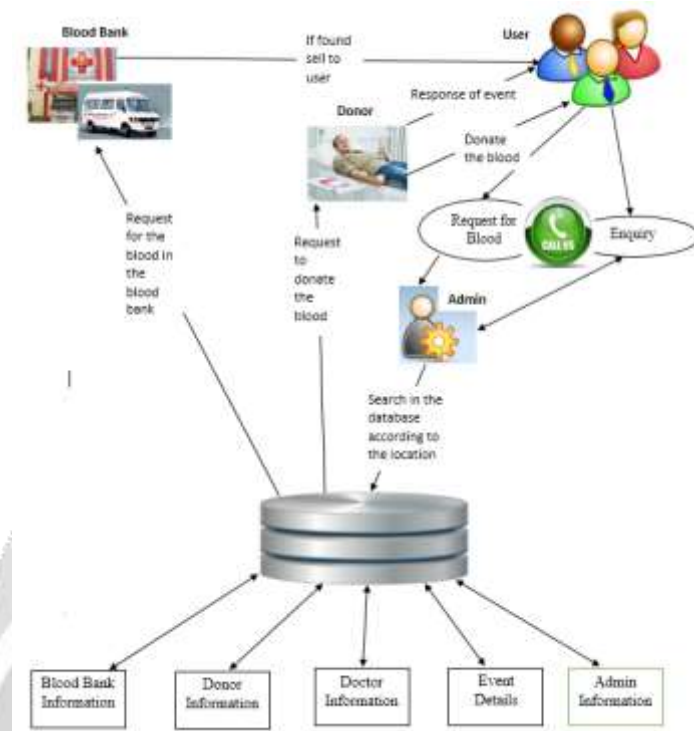 Blood Bank
If found
sell to
user
User
Response of event
Donor
Donate
the blood
Request
for the
blood in
the
blood
bank
Request
to
donate
the
blood
Request for
Blood
CALL US
Enquiry
Admin
Search in the
database
according to
the location
Blood Bank
Information
Donor
Information
Doctor
Information
Event
Details
Admin
Information